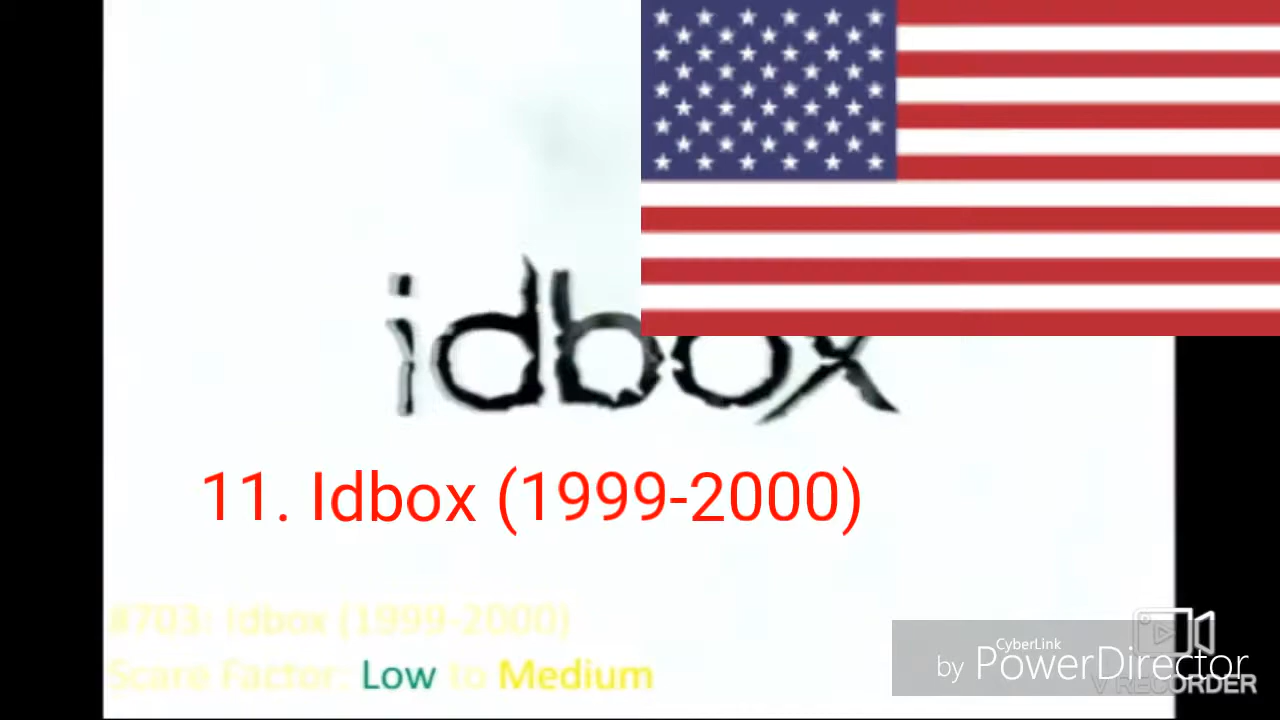 idbox
11. Idbox (1999-2000)
#703: Idbox (1999-2000)
Scare Factor: Low to Medium
CyberLink
by PowerDirector
V RECORDER